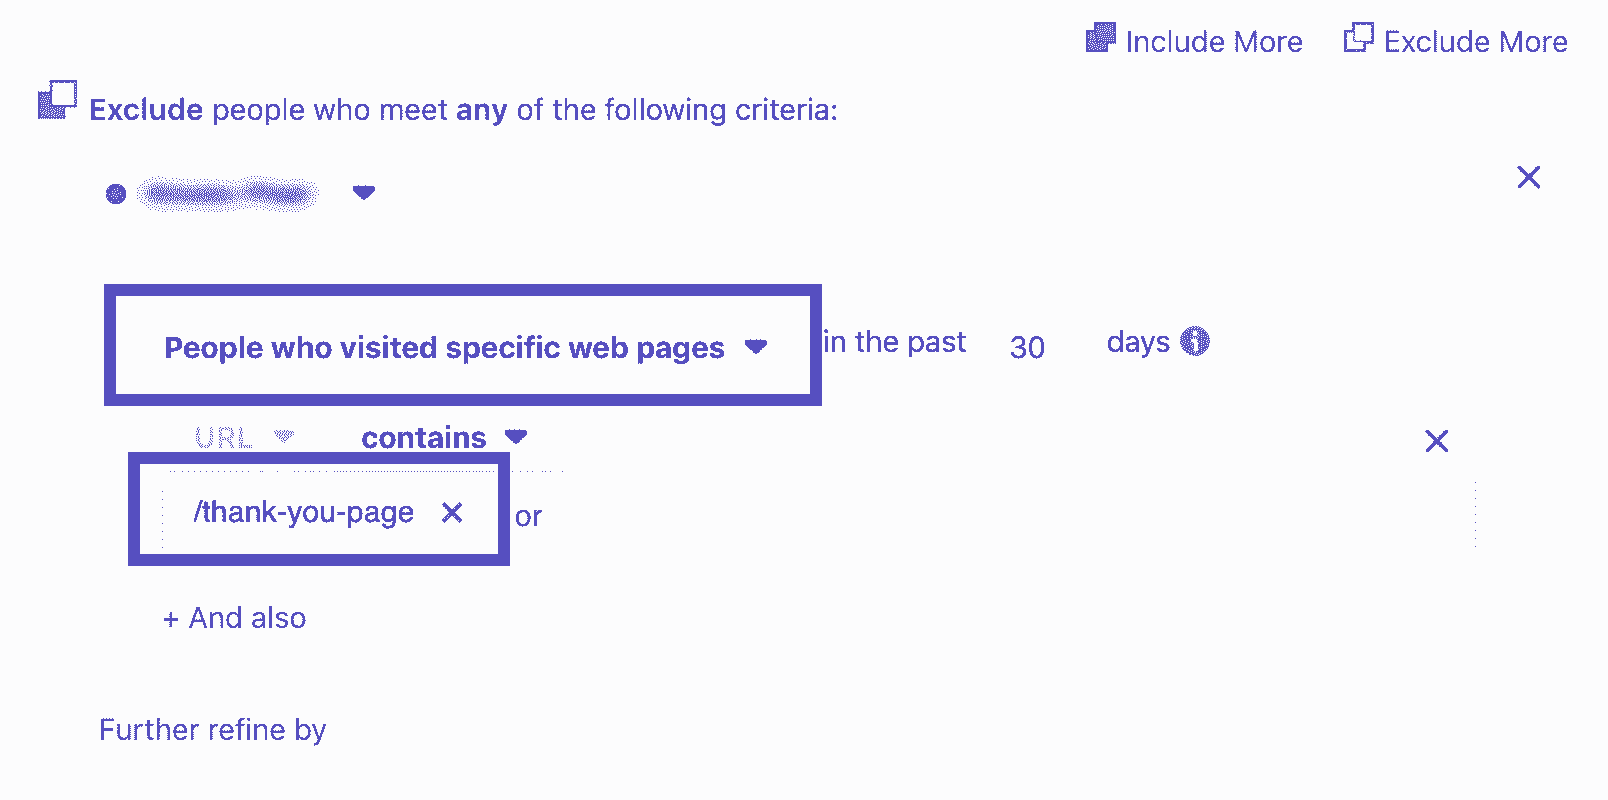 Include More Exclude More
Exclude people who meet any of the following criteria:
People who visited specific web pages in the past 30 days
URL contains
/thank-you-page or
+ And also
Further refine by